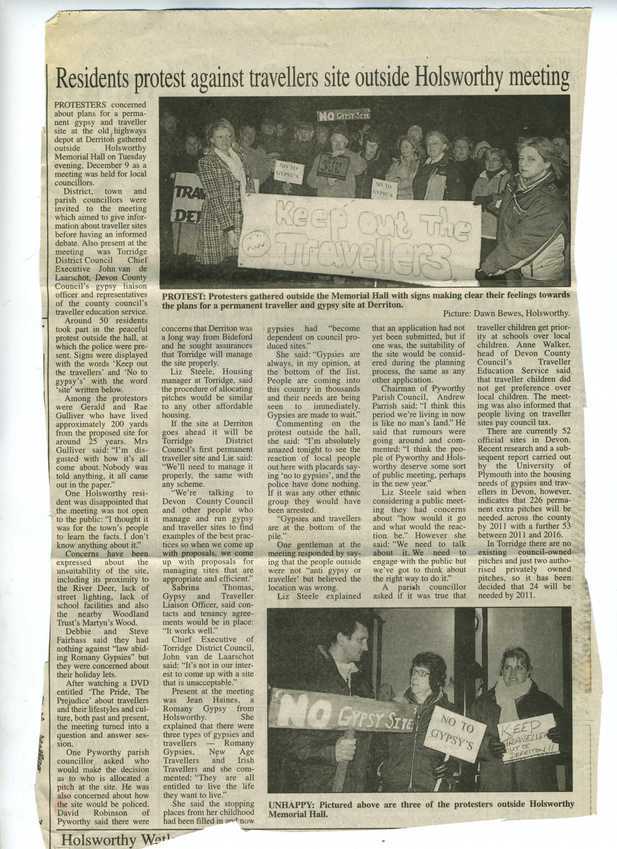 Residents protest against travellers site outside Holsworthy meeting
PROTESTERS concerned
about plans for a perma-
nent gypsy and traveller
site at the old highways
depot at Derriton gathered
outside Holsworthy
Memorial Hall on Tuesday
evening, December 9 as a
meeting was held for local
councillors.
District, town and
parish councillors were
invited to the meeting
which aimed to give infor-
mation about traveller sites
before having an informed
debate. Also present at the
meeting was Torridge
District Council Chief
Executive John van de
Laarschot, Devon County
Council's gypsy liaison
officer and representatives
of the county council's
traveller education service.
Around 50 residents
took part in the peaceful
protest outside the hall, at
which the police were pre-
sent. Signs were displayed
with the words 'Keep out
the travellers' and 'No to
gypsy's' with the word
'site' written below.
Among the protestors
were Gerald and Rae
Gulliver who have lived
approximately 200 yards
from the proposed site for
around 25 years. Mrs
Gulliver said: "I'm dis-
gusted with how it's all
come about. Nobody was
told anything, it all came
out in the paper."
One Holsworthy resi-
dent was disappointed that
the meeting was not open
to the public: "I thought it
was for the town's people
to learn the facts. I don't
know anything about it."
Concerns have been
expressed about the
unsuitability of the site,
including its proximity to
the River Deer, lack of
street lighting, lack of
school facilities and also
the nearby Woodland
Trust's Martyn's Wood.
Debbie and Steve
Fairbass said they had
nothing against "law abid-
ing Romany Gypsies" but
they were concerned about
their holiday lets.
After watching a DVD
entitled 'The Pride, The
Prejudice' about travellers
and their lifestyles and cul-
ture, both past and present,
the meeting turned into a
question and answer ses-
sion.
One Pyworthy parish
councillor asked who
would make the decision
as to who is allocated a
pitch at the site. He was
also concerned about how
the site would be policed.
David Robinson of
Pyworthy said there were
NO GYPSY SITE
NO TO GYPSY'S
TRAV
DET
Keep Out The
Travellers
PROTEST: Protesters gathered outside the Memorial Hall with signs making clear their feelings towards
the plans for a permanent traveller and gypsy site at Derriton.
Picture: Dawn Bewes, Holsworthy.
concerns that Derriton was
a long way from Bideford
and he sought assurances
that Torridge will manage
the site properly.
Liz Steele, Housing
manager at Torridge, said
the procedure of allocating
pitches would be similar
to any other affordable
housing.
If the site at Derriton
goes ahead it will be
Torridge District
Council's first permanent
traveller site and Liz said:
"We'll need to manage it
properly, the same with
any scheme.
"We're talking to
Devon County Council
and other people who
manage and run gypsy
and traveller sites to find
examples of the best prac-
tices so when we come up
with proposals, we come
up with proposals for
managing sites that are
appropriate and efficient."
Sabrina Thomas,
Gypsy and Traveller
Liaison Officer, said con-
tacts and tenancy agree-
ments would be in place:
"It works well."
Chief Executive of
Torridge District Council,
John van de Laarschot
said: "It's not in our inter-
est to come up with a site
that is unacceptable."
Present at the meeting
was Jean Haines, a
Romany Gypsy from
Holsworthy. She
explained that there were
three types of gypsies and
travellers — Romany
Gypsies, New Age
Travellers and Irish
Travellers and she com-
mented: "They are all
entitled to live the life
they want to live."
She said the stopping
places from her childhood
had been filled in and now
gypsies had "become
dependent on council pro-
duced sites."
She said: "Gypsies are
always, in my opinion, at
the bottom of the list.
People are coming into
this country in thousands
and their needs are being
seen to immediately.
Gypsies are made to wait."
Commenting on the
protest outside the hall,
she said: "I'm absolutely
amazed tonight to see the
reaction of local people
out here with placards say-
ing 'no to gypsies', and the
police have done nothing.
If it was any other ethnic
group they would have
been arrested.
"Gypsies and travellers
are at the bottom of the
pile."
One gentleman at the
meeting responded by say-
ing that the people outside
were not "anti gypsy or
traveller' but believed the
location was wrong.
Liz Steele explained
that an application had not
yet been submitted, but if
one was, the suitability of
the site would be consid-
ered during the planning
process, the same as any
other application.
Chairman of Pyworthy
Parish Council, Andrew
Parrish said: "I think this
period we're living in now
is like no man's land." He
said that rumours were
going around and com-
mented: "I think the peo-
ple of Pyworthy and Hols-
worthy deserve some sort
of public meeting, perhaps
in the new year."
Liz Steele said when
considering a public meet-
ing they had concerns
about "how would it go
and what would the reac-
tion be." However she
said: "We need to talk
about it. We need to
engage with the public but
we've got to think about
the right way to do it."
A parish councillor
asked if it was true that
traveller children get prior-
ity at schools over local
children. Anne Walker,
head of Devon County
Council's Traveller
Education Service said
that traveller children did
not get preference over
local children. The meet-
ing was also informed that
people living on traveller
sites pay council tax.
There are currently 52
official sites in Devon.
Recent research and a sub-
sequent report carried out
by the University of
Plymouth into the housing
needs of gypsies and trav-
ellers in Devon, however,
indicates that 226 perma-
nent extra pitches will be
needed across the county
by 2011 with a further 53
between 2011 and 2016.
In Torridge there are no
existing council-owned
pitches and just two autho-
rised privately owned
pitches, so it has been
decided that 24 will be
needed by 2011.
NO GYPSY SITE
NO TO
GYPSY'S
KEEP
TRAVELLERS
OUT OF
DERRITON!!
UNHAPPY: Pictured above are three of the protesters outside Holsworthy
Memorial Hall.
Holsworthy